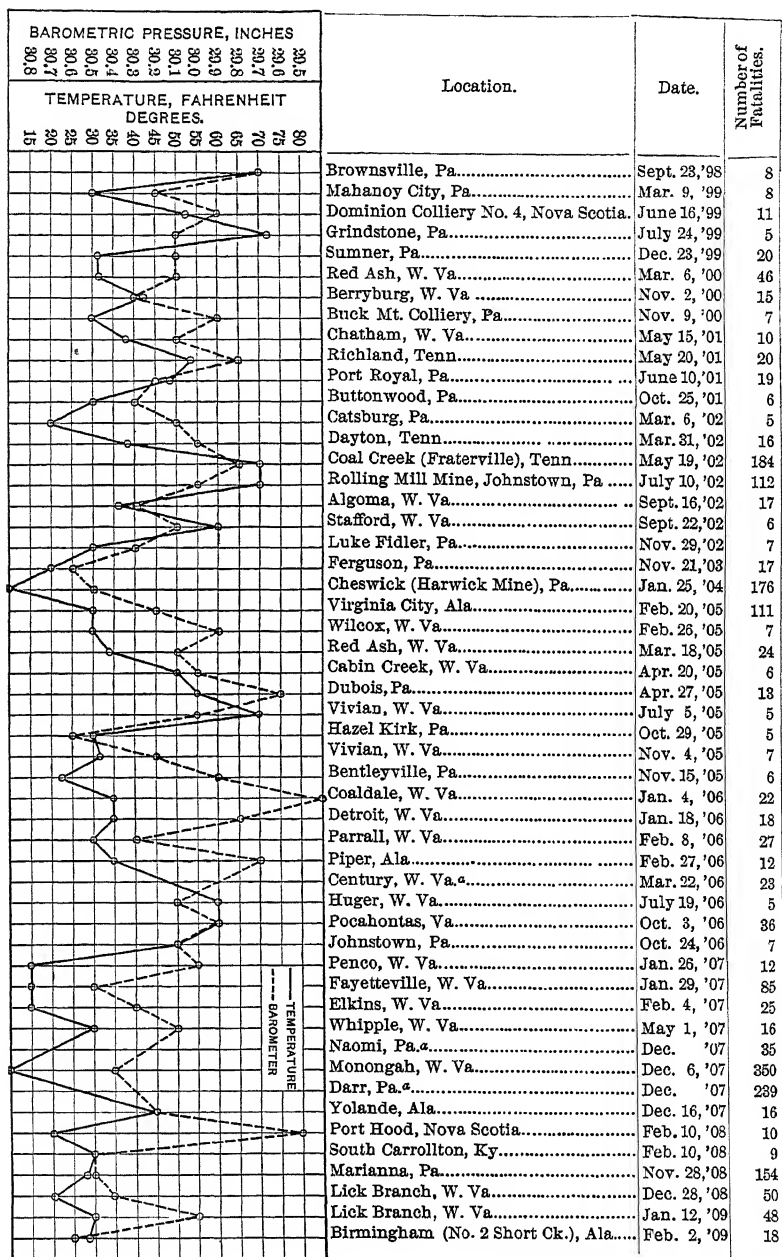 BAROMETRIC PRESSURE, INCHES
30.8 30.7 30.6 30.5 30.4 30.3 30.2 30.1 30.0 29.9 29.8 29.7 29.6 29.5
TEMPERATURE, FAHRENHEIT
DEGREES.
15 20 25 30 35 40 45 50 55 60 65 70 75 80
Location. Date. Number of Fatalities.
Brownsville, Pa. Sept. 23,'98 8
Mahanoy City, Pa. Mar. 9, '99 8
Dominion Colliery No. 4, Nova Scotia. June 16,'99 11
Grindstone, Pa. July 24,'99 5
Sumner, Pa. Dec. 23,'99 20
Red Ash, W. Va. Mar. 6, '00 46
Berryburg, W. Va. Nov. 2, '00 15
Buck Mt. Colliery, Pa. Nov. 9, '00 7
Chatham, W. Va. May 15,'01 10
Richland, Tenn. May 20,'01 20
Port Royal, Pa. June 10,'01 19
Buttonwood, Pa. Oct. 25,'01 6
Catsburg, Pa. Mar. 6, '02 5
Dayton, Tenn. Mar. 31, '02 16
Coal Creek (Fraterville), Tenn. May 19,'02 184
Rolling Mill Mine, Johnstown, Pa. July 10,'02 112
Algoma, W. Va. Sept. 16,'02 17
Stafford, W. Va. Sept. 22,'02 6
Luke Fidler, Pa. Nov. 29,'02 7
Ferguson, Pa. Nov. 21,'03 17
Cheswick (Harwick Mine), Pa. Jan. 25, '04 176
Virginia City, Ala. Feb. 20, '05 111
Wilcox, W. Va. Feb. 26, '05 7
Red Ash, W. Va. Mar. 18,'05 24
Cabin Creek, W. Va. Apr. 20, '05 6
Dubois, Pa. Apr. 27, '05 13
Vivian, W. Va. July 5, '05 5
Hazel Kirk, Pa. Oct. 29, '05 5
Vivian, W. Va. Nov. 4, '05 7
Bentleyville, Pa. Nov. 15,'05 6
Coaldale, W. Va. Jan. 4, '06 22
Detroit, W. Va. Jan. 18,'06 18
Parrall, W. Va. Feb. 8, '06 27
Piper, Ala. Feb. 27,'06 12
Century, W. Va.a Mar. 22,'06 23
Huger, W. Va. July 19,'06 5
Pocahontas, Va. Oct. 3, '06 36
Johnstown, Pa. Oct. 24,'06 7
Penco, W. Va. Jan. 26, '07 12
Fayetteville, W. Va. Jan. 29, '07 85
Elkins, W. Va. Feb. 4, '07 25
Whipple, W. Va. May 1, '07 16
Naomi, Pa.a Dec. '07 35
Monongah, W. Va. Dec. 6,'07 350
Darr, Pa.a Dec. '07 239
Yolande, Ala. Dec. 16,'07 16
Port Hood, Nova Scotia Feb. 10,'08 10
South Carrollton, Ky. Feb. 10,'08 9
Marianna, Pa. Nov. 28,'08 154
Lick Branch, W. Va. Dec. 28, '08 50
Lick Branch, W. Va. Jan. 12, '09 48
Birmingham (No. 2 Short Ck.), Ala. Feb. 2, '09 18
TEMPERATURE
BAROMETER